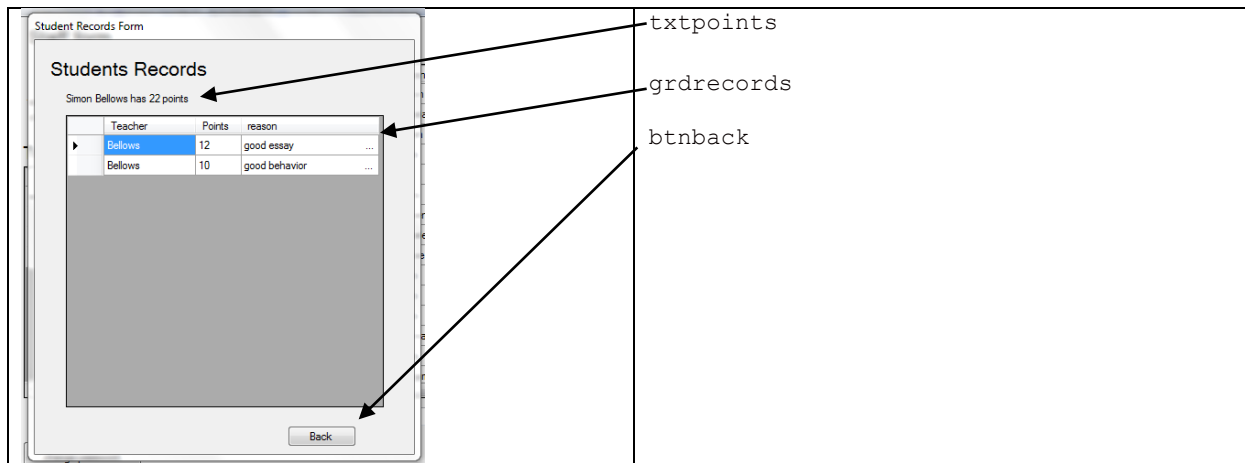 Student Records Form
Students Records
Simon Bellows has 22 points
Teacher Points reason
Bellows 12 good essay ...
Bellows 10 good behavior ...
Back
txtpoints
grdrecords
btnback